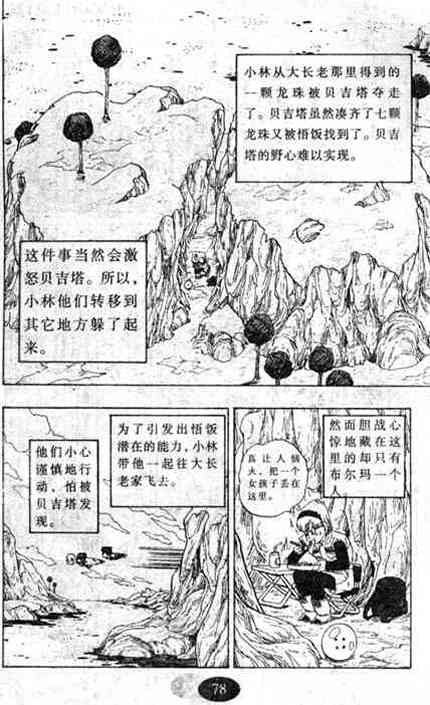 小林从大长老那里得到的
一颗龙珠被贝吉塔夺走
了。贝吉塔虽然凑齐了七颗
龙珠又被悟饭找到了。贝吉
塔的野心难以实现。
这件事当然会激
怒贝吉塔。所以,
小林他们转移到
其它地方躲了起
来。
为了引发出悟饭
潜在的能力,小林
带他一起往大长
老家飞去。
他们小心
谨慎地行
动,怕被
贝吉塔发
现。
然而胆战心
惊地藏在这
里的却只有
布尔玛一个
人
真让人恼
火,把一个
女孩子丢在
这里。
78